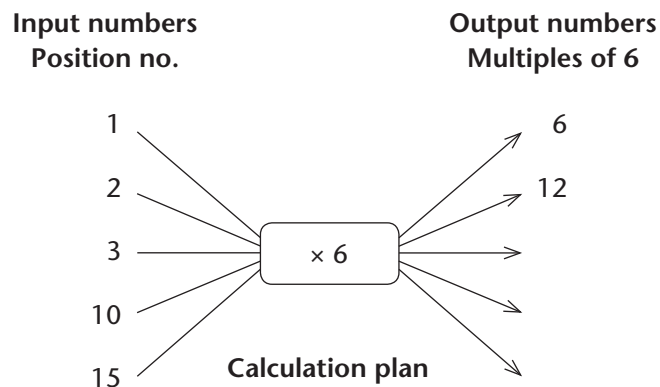 Input numbers
Position no.
Output numbers
Multiples of 6
1
6
2
12
3
× 6
10
15
Calculation plan